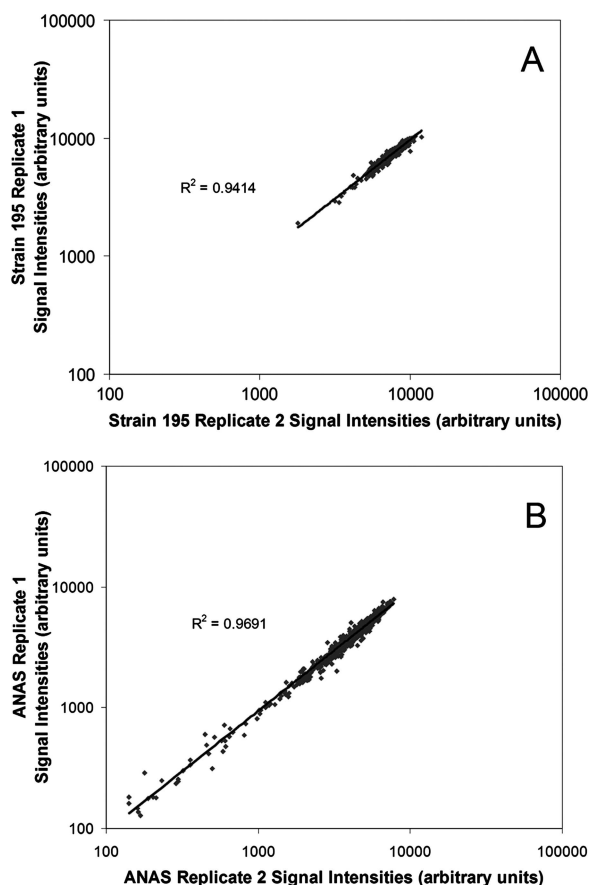 A
100000
10000
1000
100
Strain 195 Replicate 1
Signal Intensities (arbitrary units)
R² = 0.9414
100 1000 10000 100000
Strain 195 Replicate 2 Signal Intensities (arbitrary units)
B
100000
10000
1000
100
ANAS Replicate 1
Signal Intensities (arbitrary units)
R² = 0.9691
100 1000 10000 100000
ANAS Replicate 2 Signal Intensities (arbitrary units)